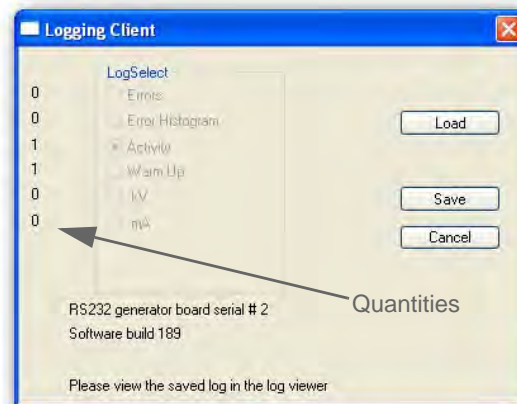 Logging Client
LogSelect
0 Errors
0 Error Histogram
Load
1 Activity
1 Warm Up
0 kV
Save
0 mA
Cancel
Quantities
RS232 generator board serial # 2
Software build 189
Please view the saved log in the log viewer